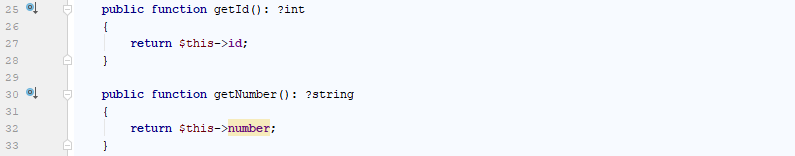 25 public function getId(): ?int
26 {
27 return $this->id;
28 }
29
30 public function getNumber(): ?string
31 {
32 return $this->number;
33 }